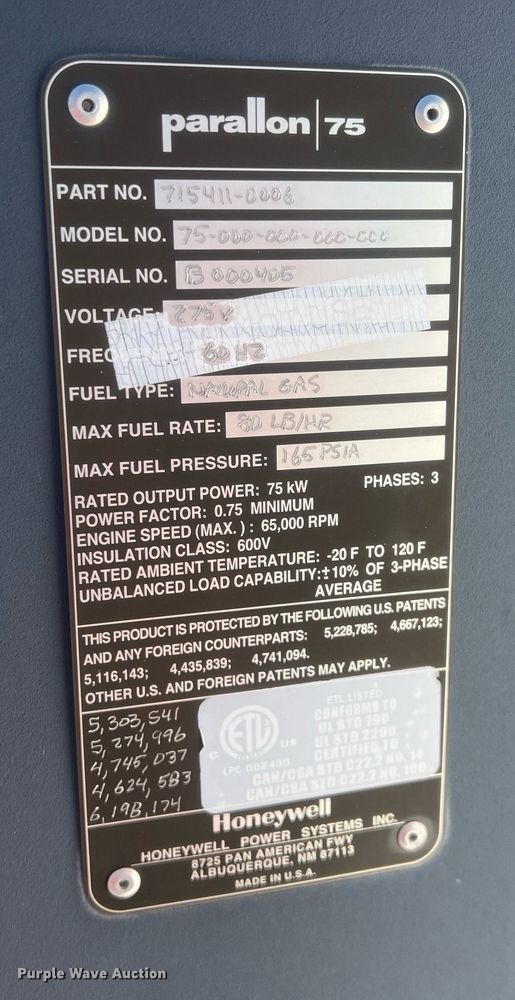 parallon|75
PART NO. 715411-0006
MODEL NO. 75-000-000-000-000
SERIAL NO. B000405
VOLTAGE: 275V
60 HZ
FUEL TYPE: NATURAL GAS
MAX FUEL RATE: 80 LB/HR
MAX FUEL PRESSURE: 165 PSIA
RATED OUTPUT POWER: 75 kW PHASES: 3
POWER FACTOR: 0.75 MINIMUM
ENGINE SPEED (MAX.): 65,000 RPM
INSULATION CLASS: 600V
RATED AMBIENT TEMPERATURE: -20 F TO 120 F
UNBALANCED LOAD CAPABILITY:±10% OF 3-PHASE
AVERAGE
THIS PRODUCT IS PROTECTED BY THE FOLLOWING U.S. PATENTS
AND ANY FOREIGN COUNTERPARTS: 5,228,785; 4,667,123;
5,116,143; 4,435,839; 4,741,094.
OTHER U.S. AND FOREIGN PATENTS MAY APPLY.
5,303,541
5,274,996
4,745,037
4,624,583
6,198,174
ETL LISTED
CONFORMS TO
UL STD 2200
CERTIFIED TO
CAN/CSA STD C22.2 NO. 14
CAN/CSA STD C22.2 NO. 100
C ETL US
LPC 002430
Honeywell
HONEYWELL POWER SYSTEMS INC.
8725 PAN AMERICAN FWY
ALBUQUERQUE, NM 87113
MADE IN U.S.A.
Purple Wave Auction